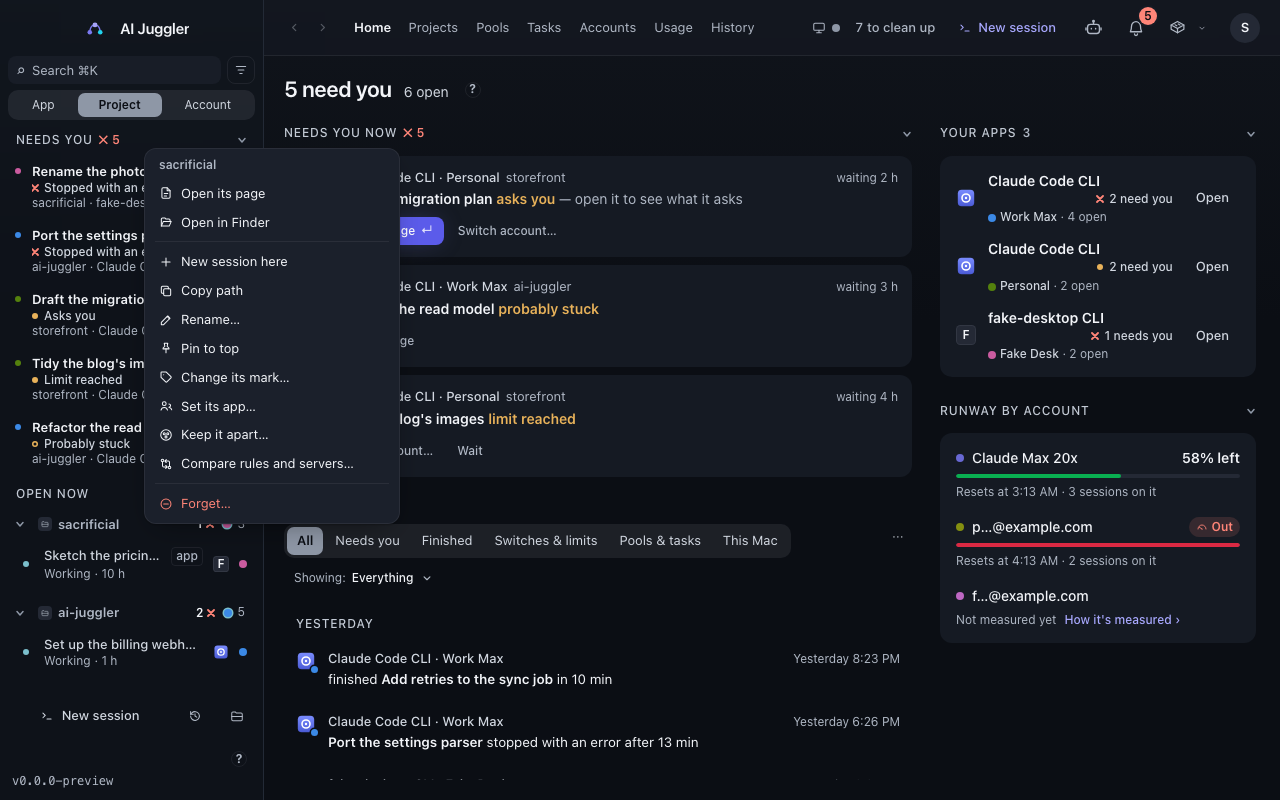 AI Juggler
Search ⌘K
App Project Account
NEEDS YOU 5
Rename the photo
Stopped with an e
sacrificial · fake-des
Port the settings p
Stopped with an e
ai-juggler · Claude C
Draft the migratio
Asks you
storefront · Claude
Tidy the blog's im
Limit reached
storefront · Claude
Refactor the read
Probably stuck
ai-juggler · Claude C
OPEN NOW
sacrificial
Sketch the pricin... app F
Working · 10 h
ai-juggler 2 5
Set up the billing webh...
Working · 1 h
New session
?
v0.0.0-preview
sacrificial
Open its page
Open in Finder
New session here
Copy path
Rename...
Pin to top
Change its mark...
Set its app...
Keep it apart...
Compare rules and servers...
Forget...
Home Projects Pools Tasks Accounts Usage History
7 to clean up New session 5 S
5 need you 6 open ?
NEEDS YOU NOW 5
de CLI · Personal storefront waiting 2 h
migration plan asks you — open it to see what it asks
ge ↵ Switch account...
de CLI · Work Max ai-juggler waiting 3 h
he read model probably stuck
ge
de CLI · Personal storefront waiting 4 h
log's images limit reached
ount... Wait
All Needs you Finished Switches & limits Pools & tasks This Mac ...
Showing: Everything
YESTERDAY
Claude Code CLI · Work Max Yesterday 8:23 PM
finished Add retries to the sync job in 10 min
Claude Code CLI · Work Max Yesterday 6:26 PM
Port the settings parser stopped with an error after 13 min
YOUR APPS 3
Claude Code CLI
2 need you Open
Work Max · 4 open
Claude Code CLI
2 need you Open
Personal · 2 open
F fake-desktop CLI
1 needs you Open
Fake Desk · 2 open
RUNWAY BY ACCOUNT
Claude Max 20x 58% left
Resets at 3:13 AM · 3 sessions on it
p...@example.com Out
Resets at 4:13 AM · 2 sessions on it
f...@example.com
Not measured yet How it's measured ›